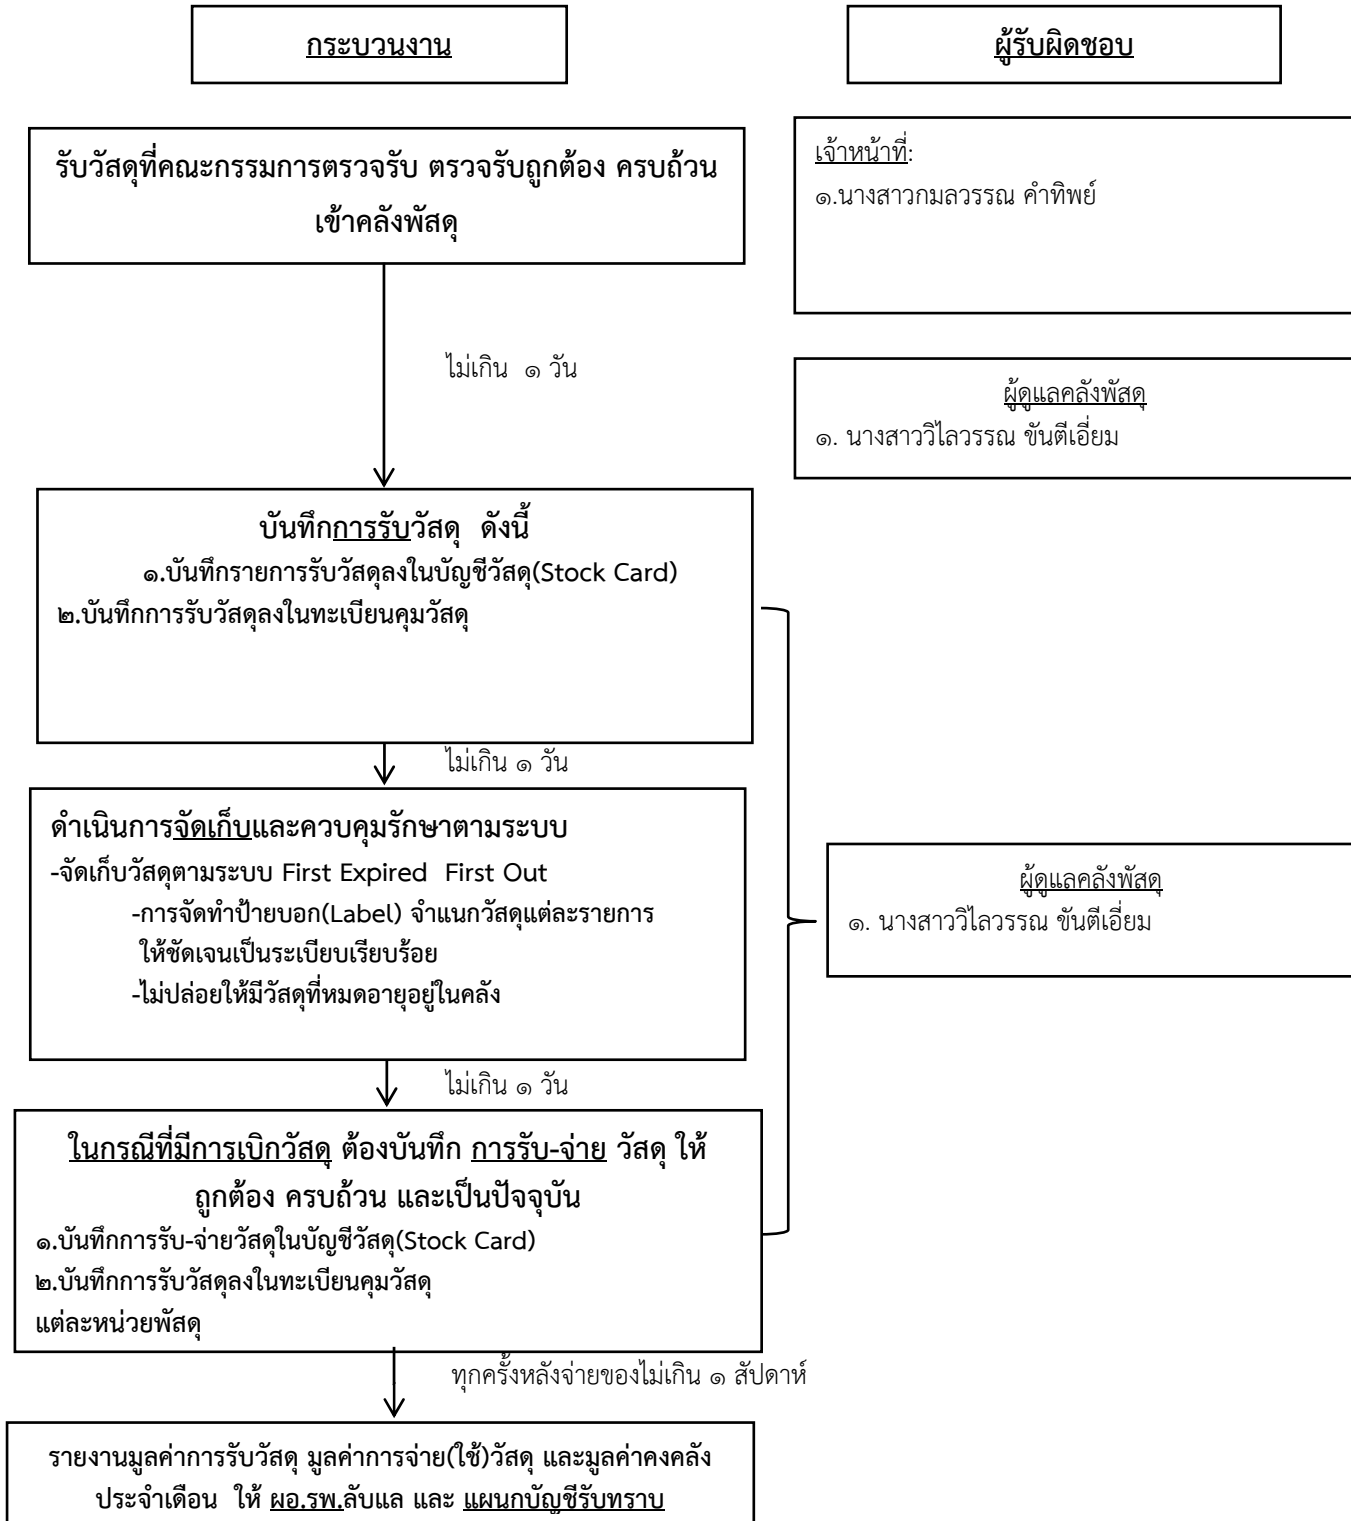 กระบวนงาน
ผู้รับผิดชอบ
รับวัสดุที่คณะกรรมการตรวจรับ ตรวจรับถูกต้อง ครบถ้วน
เข้าคลังพัสดุ
เจ้าหน้าที่:
๑.นางสาวกมลวรรณ คำทิพย์
ไม่เกิน ๑ วัน
ผู้ดูแลคลังพัสดุ
๑. นางสาววิไลวรรณ ขันตีเอี่ยม
บันทึกการรับวัสดุ ดังนี้
๑.บันทึกรายการรับวัสดุลงในบัญชีวัสดุ(Stock Card)
๒.บันทึกการรับวัสดุลงในทะเบียนคุมวัสดุ
ไม่เกิน ๑ วัน
ดำเนินการจัดเก็บและควบคุมรักษาตามระบบ
-จัดเก็บวัสดุตามระบบ First Expired First Out
-การจัดทำป้ายบอก(Label) จำแนกวัสดุแต่ละรายการ
ให้ชัดเจนเป็นระเบียบเรียบร้อย
-ไม่ปล่อยให้มีวัสดุที่หมดอายุอยู่ในคลัง
ผู้ดูแลคลังพัสดุ
๑. นางสาววิไลวรรณ ขันตีเอี่ยม
ไม่เกิน ๑ วัน
ในกรณีที่มีการเบิกวัสดุ ต้องบันทึก การรับ-จ่าย วัสดุ ให้
ถูกต้อง ครบถ้วน และเป็นปัจจุบัน
๑.บันทึกการรับ-จ่ายวัสดุในบัญชีวัสดุ(Stock Card)
๒.บันทึกการรับวัสดุลงในทะเบียนคุมวัสดุ
แต่ละหน่วยพัสดุ
ทุกครั้งหลังจ่ายของไม่เกิน ๑ สัปดาห์
รายงานมูลค่าการรับวัสดุ มูลค่าการจ่าย(ใช้)วัสดุ และมูลค่าคงคลัง
ประจำเดือน ให้ ผอ.รพ.ลับแล และ แผนกบัญชีรับทราบ